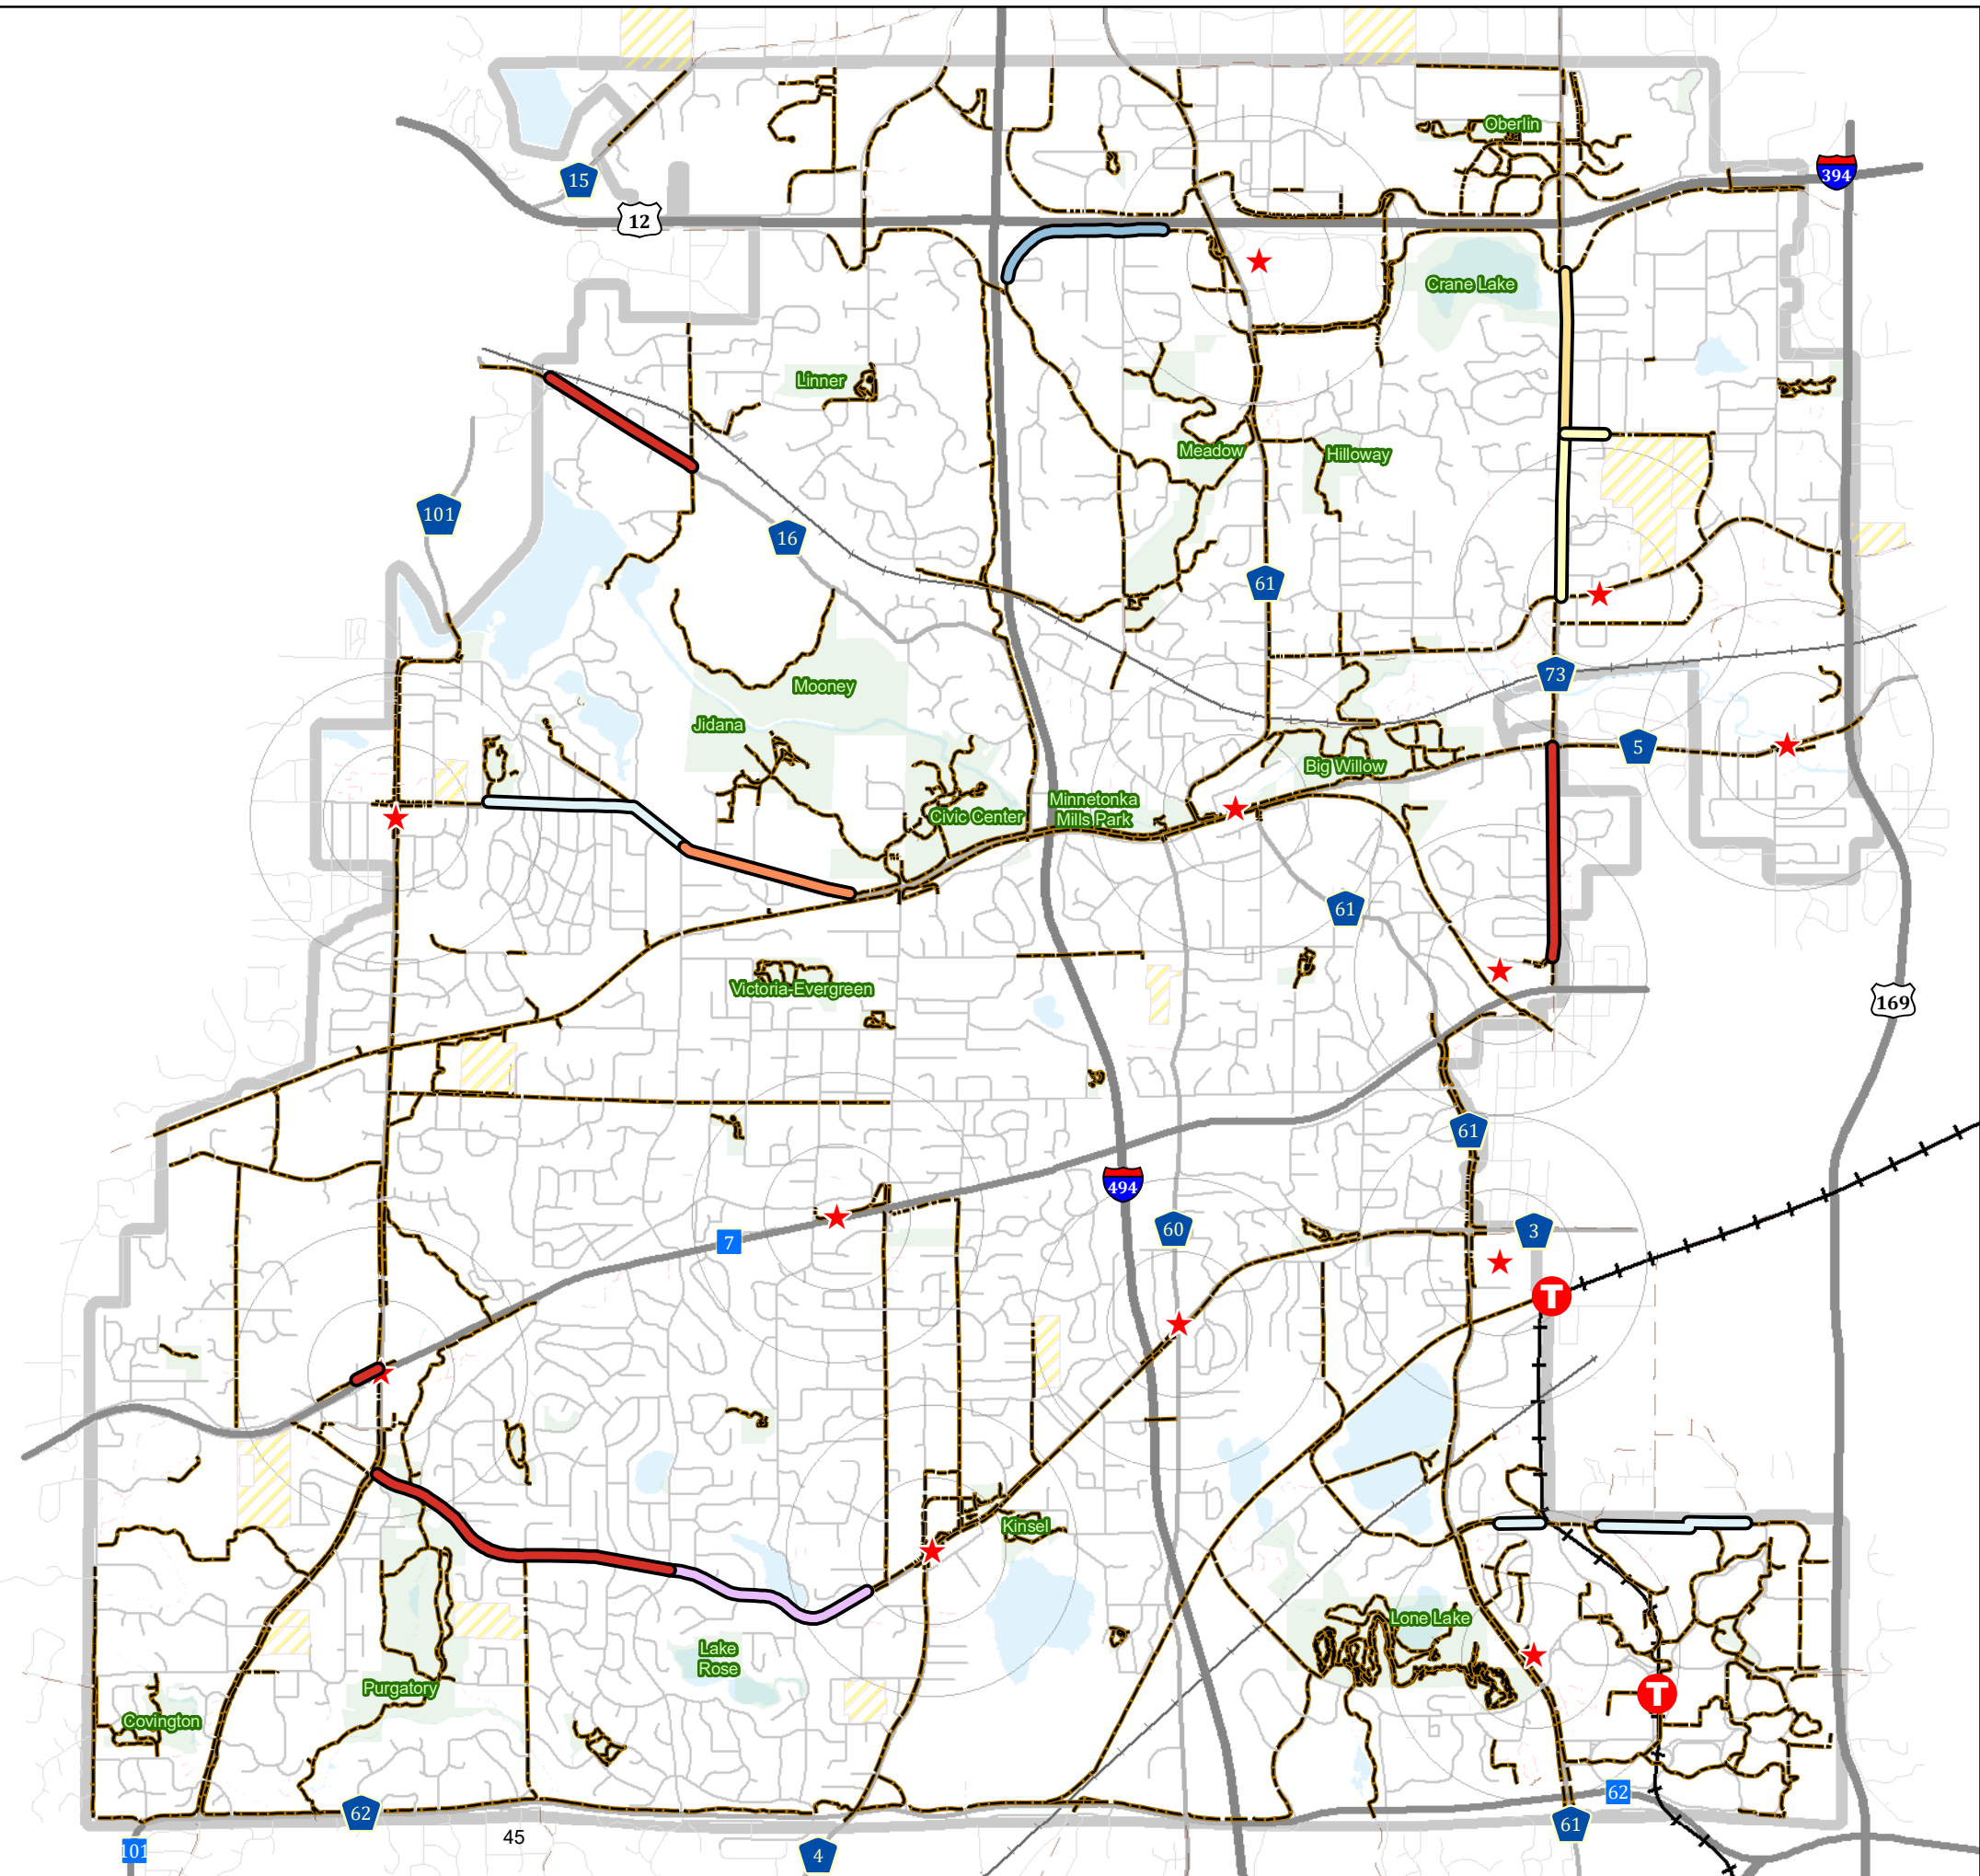 Oberlin
394
15
12
Crane Lake
Linner
Meadow
Hilloway
101
16
61
73
Mooney
Jidana
5
Big Willow
Minnetonka
Mills Park
Civic Center
61
Victoria-Evergreen
169
61
494
60
3
7
Kinsel
Lone Lake
Lake
Rose
Purgatory
Covington
62
62
61
45
101
4
T
T